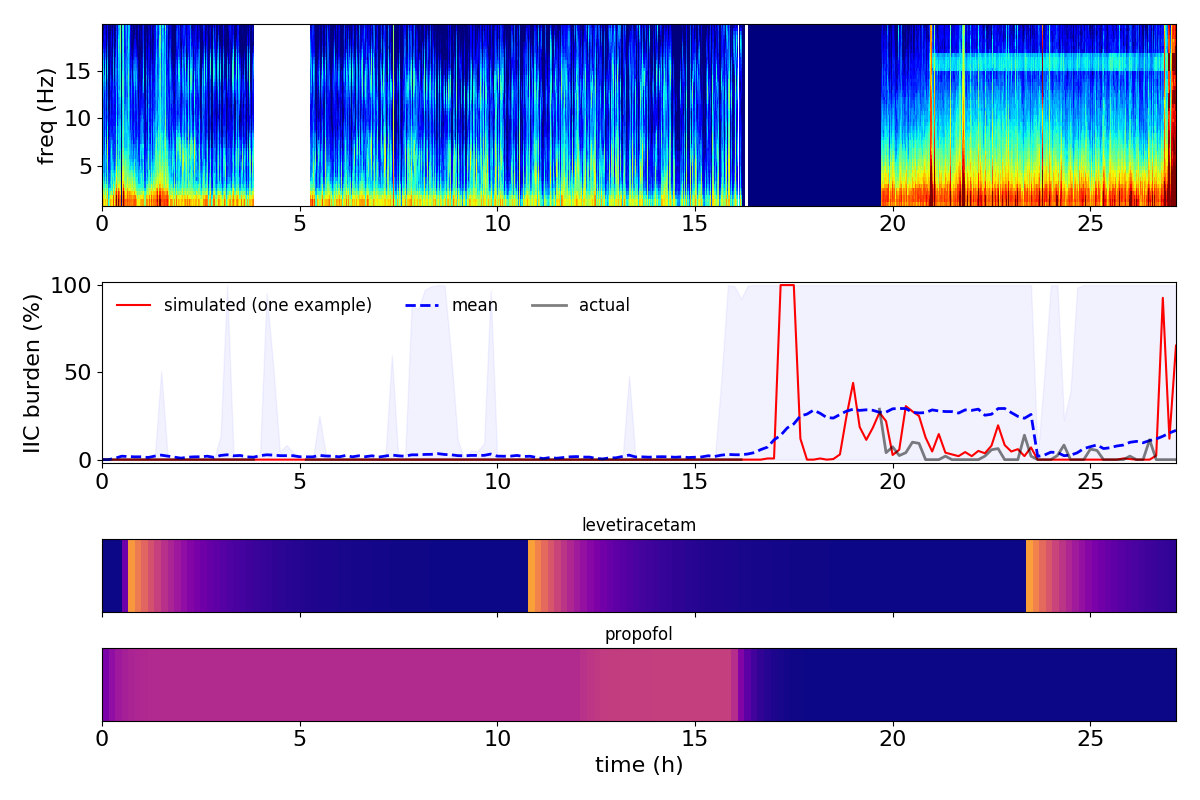 freq (Hz)
15
10
5
0 5 10 15 20 25
IIC burden (%)
100
50
0
simulated (one example) mean actual
0 5 10 15 20 25
levetiracetam
propofol
0 5 10 15 20 25
time (h)